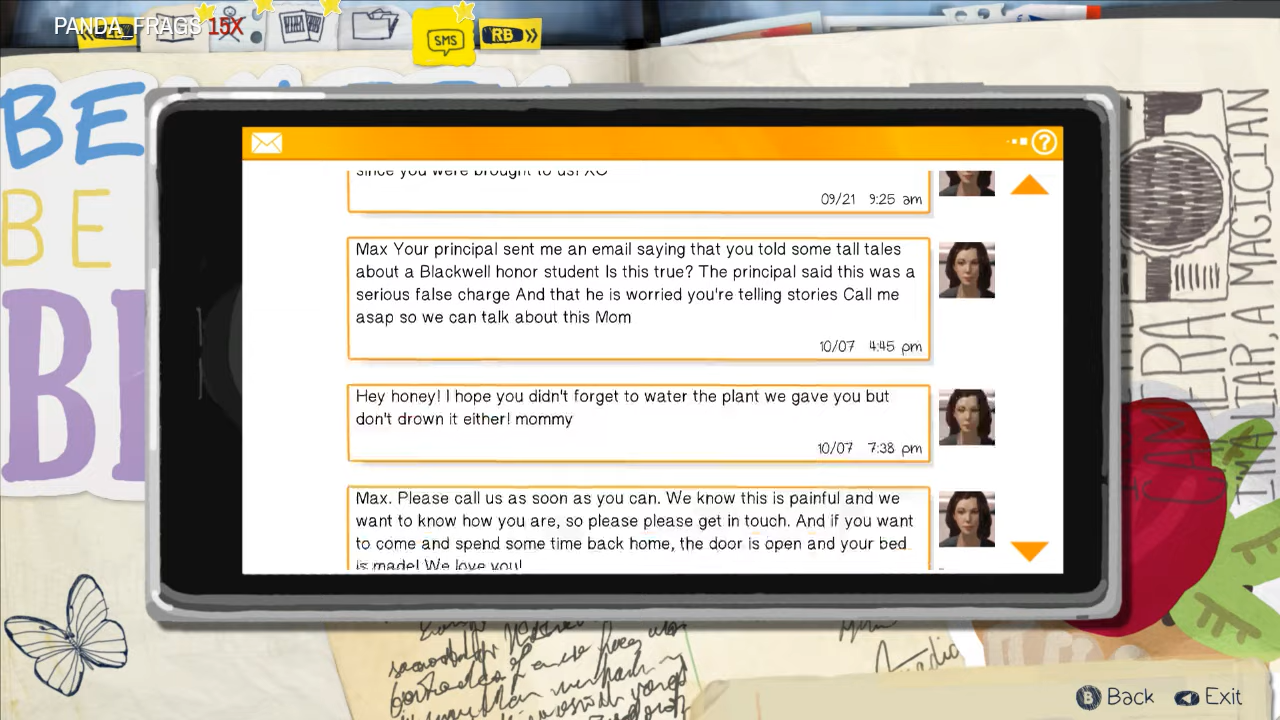 PANDA_FRAGS 15X
SMS
RB
BE
BE
since you were brought to us! XO
09/21 9:25 am
Max Your principal sent me an email saying that you told some tall tales
about a Blackwell honor student Is this true? The principal said this was a
serious false charge And that he is worried you're telling stories Call me
asap so we can talk about this Mom
10/07 4:45 pm
Hey honey! I hope you didn't forget to water the plant we gave you but
don't drown it either! mommy
10/07 7:38 pm
Max. Please call us as soon as you can. We know this is painful and we
want to know how you are, so please please get in touch. And if you want
to come and spend some time back home, the door is open and your bed
is made! We love you!
?
CAMERA
A MAGICIAN
B Back
Exit